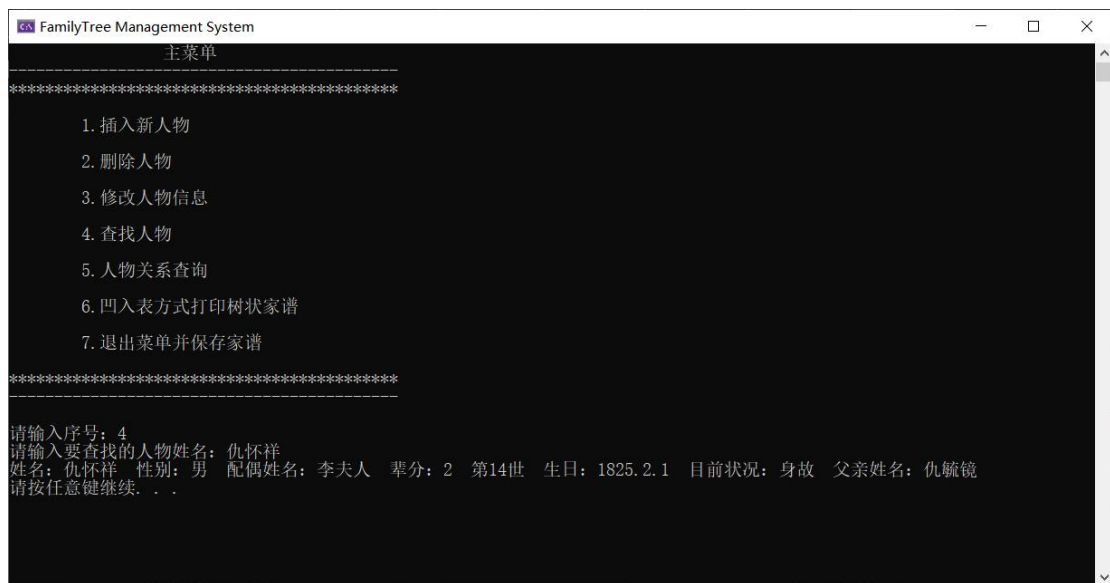 FamilyTree Management System
主菜单
-------------------------------------------
*******************************************
1.插入新人物
2.删除人物
3.修改人物信息
4.查找人物
5.人物关系查询
6.凹入表方式打印树状家谱
7.退出菜单并保存家谱
*******************************************
-------------------------------------------
请输入序号：4
请输入要查找的人物姓名：仇怀祥
姓名：仇怀祥 性别：男 配偶姓名：李夫人 辈分：2 第14世 生日：1825.2.1 目前状况：身故 父亲姓名：仇毓镜
请按任意键继续. . .